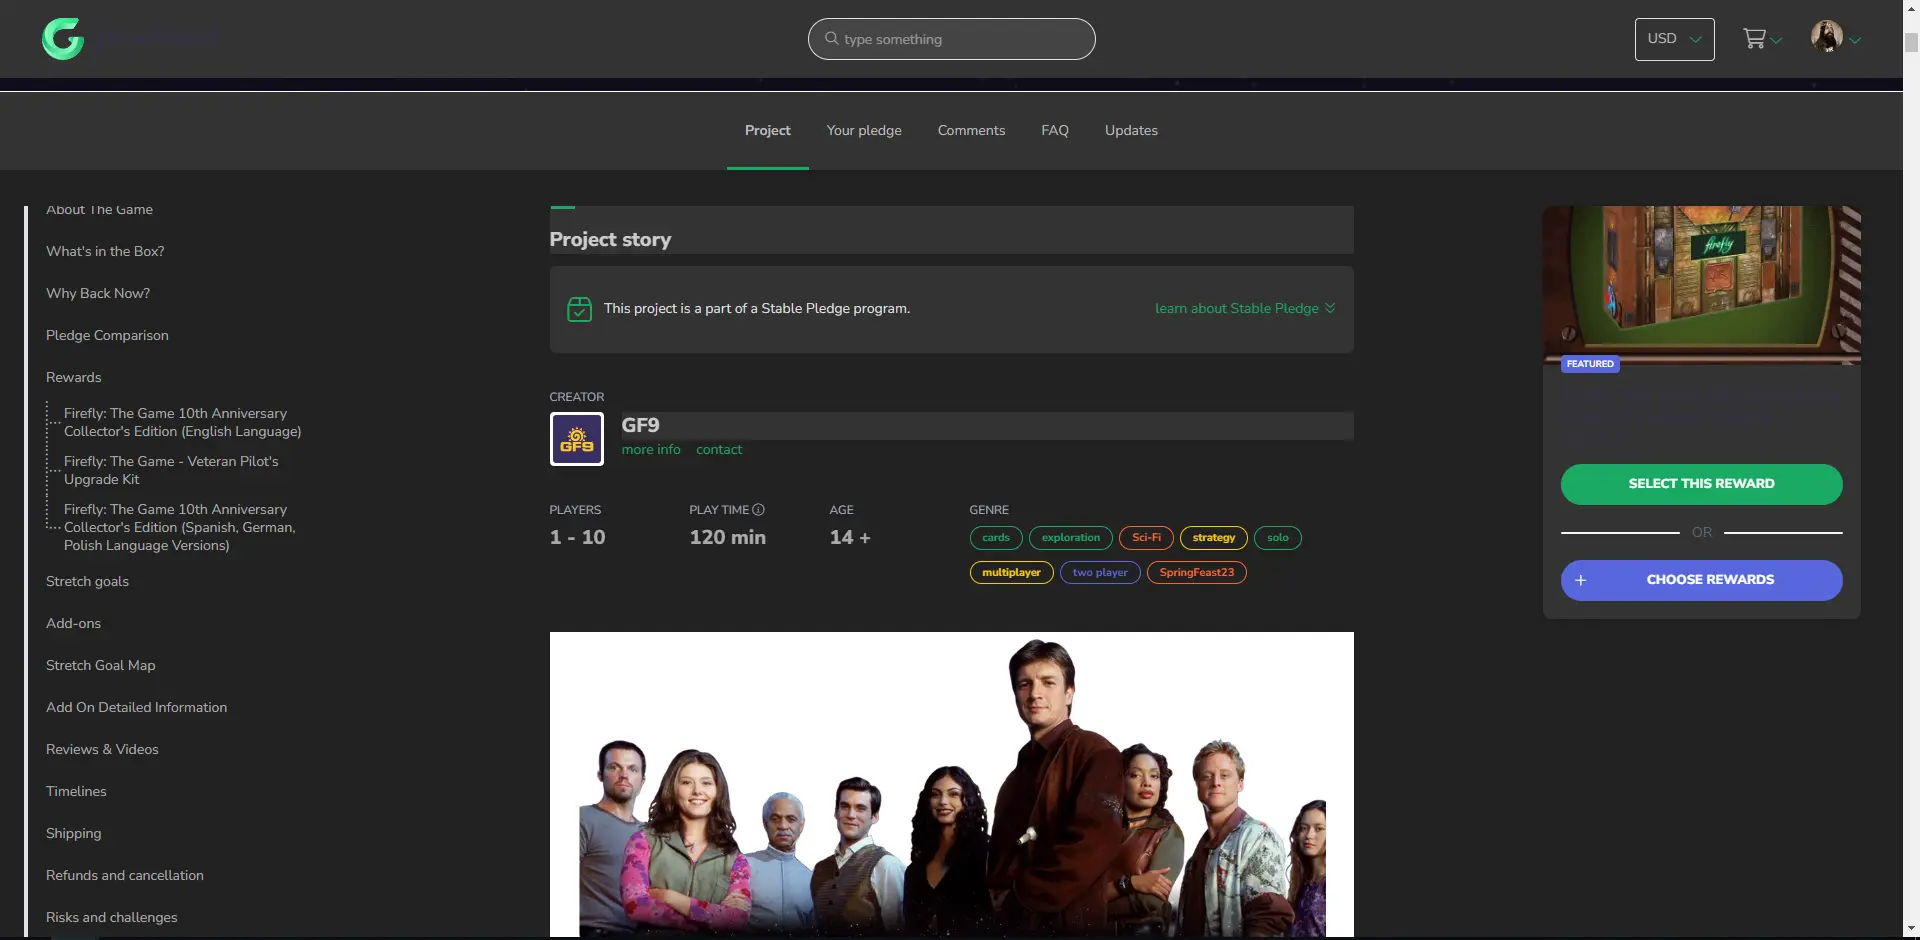 type something
USD
Project
Your pledge
Comments
FAQ
Updates
About The Game
What's in the Box?
Why Back Now?
Pledge Comparison
Rewards
Firefly: The Game 10th Anniversary
Collector's Edition (English Language)
Firefly: The Game - Veteran Pilot's
Upgrade Kit
Firefly: The Game 10th Anniversary
Collector's Edition (Spanish, German,
Polish Language Versions)
Stretch goals
Add-ons
Stretch Goal Map
Add On Detailed Information
Reviews & Videos
Timelines
Shipping
Refunds and cancellation
Risks and challenges
Project story
This project is a part of a Stable Pledge program.
learn about Stable Pledge
CREATOR
GF9
GF9
more info
contact
PLAYERS
1 - 10
PLAY TIME
120 min
AGE
14 +
GENRE
cards
exploration
Sci-Fi
strategy
solo
multiplayer
two player
SpringFeast23
firefly
FEATURED
SELECT THIS REWARD
OR
+ CHOOSE REWARDS